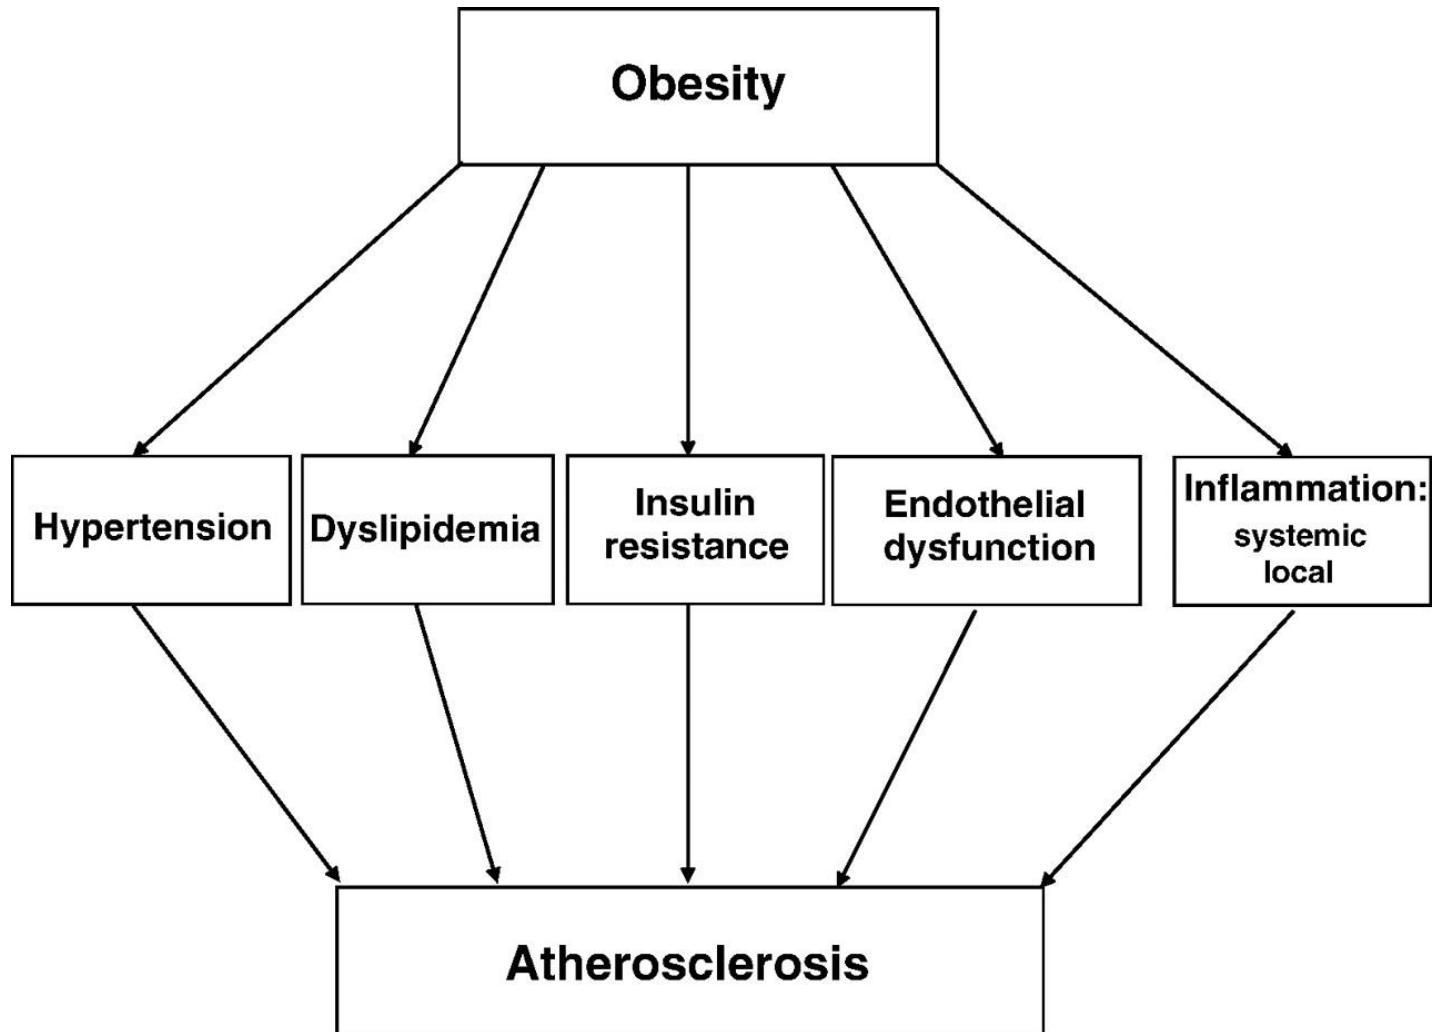 Obesity
Hypertension
Dyslipidemia
Insulin
resistance
Endothelial
dysfunction
Inflammation:
systemic
local
Atherosclerosis